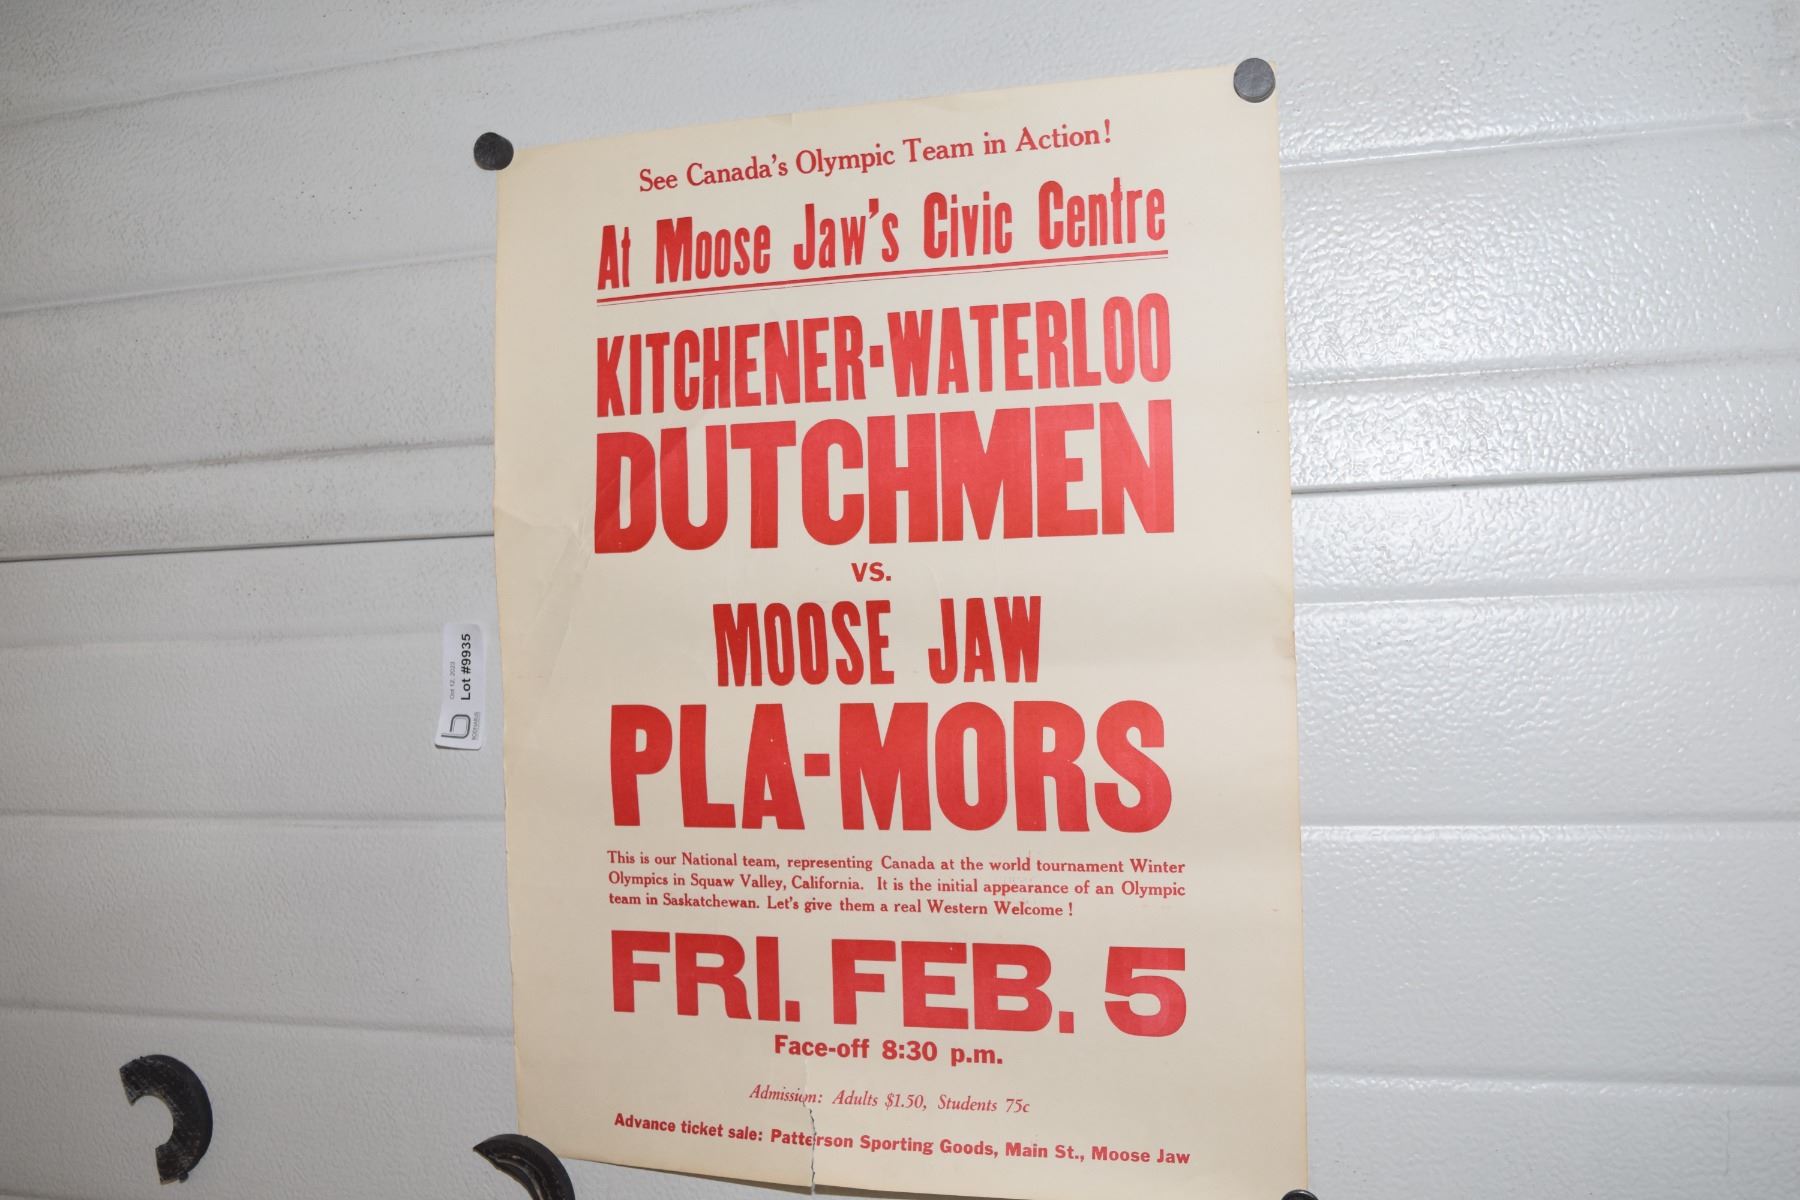 See Canada's Olympic Team in Action!
At Moose Jaw's Civic Centre
KITCHENER-WATERLOO
DUTCHMEN
VS.
MOOSE JAW
PLA-MORS
This is our National team, representing Canada at the world tournament Winter
Olympics in Squaw Valley, California. It is the initial appearance of an Olympic
team in Saskatchewan. Let's give them a real Western Welcome !
FRI. FEB. 5
Face-off 8:30 p.m.
Admission: Adults $1.50, Students 75c
Advance ticket sale: Patterson Sporting Goods, Main St., Moose Jaw
Oct 12, 2023
Lot #9935